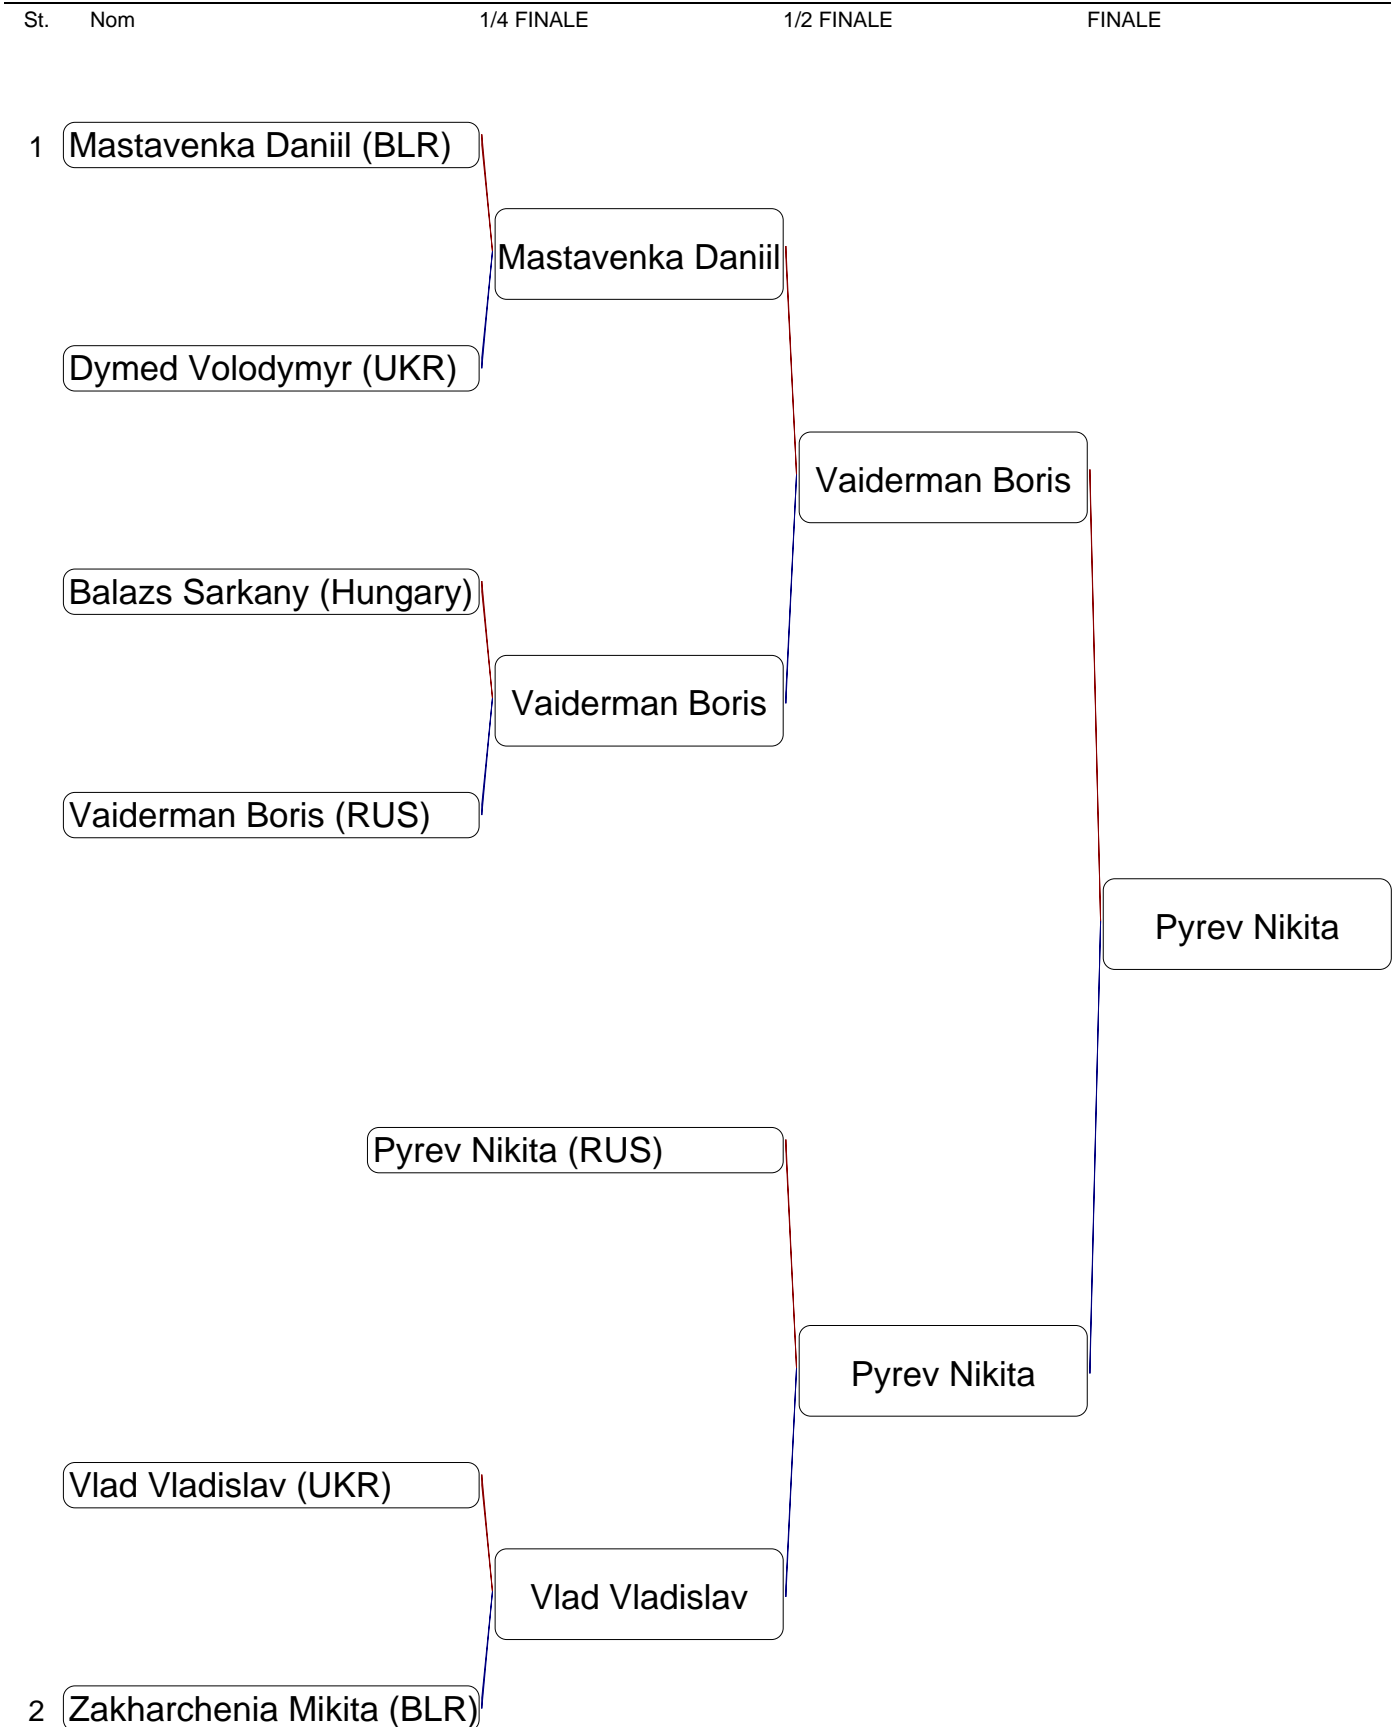 St. Nom 1/4 FINALE 1/2 FINALE FINALE
1 Mastavenka Daniil (BLR)
Mastavenka Daniil
Dymed Volodymyr (UKR)
Vaiderman Boris
Balazs Sarkany (Hungary)
Vaiderman Boris
Vaiderman Boris (RUS)
Pyrev Nikita
Pyrev Nikita (RUS)
Pyrev Nikita
Vlad Vladislav (UKR)
Vlad Vladislav
2 Zakharchenia Mikita (BLR)